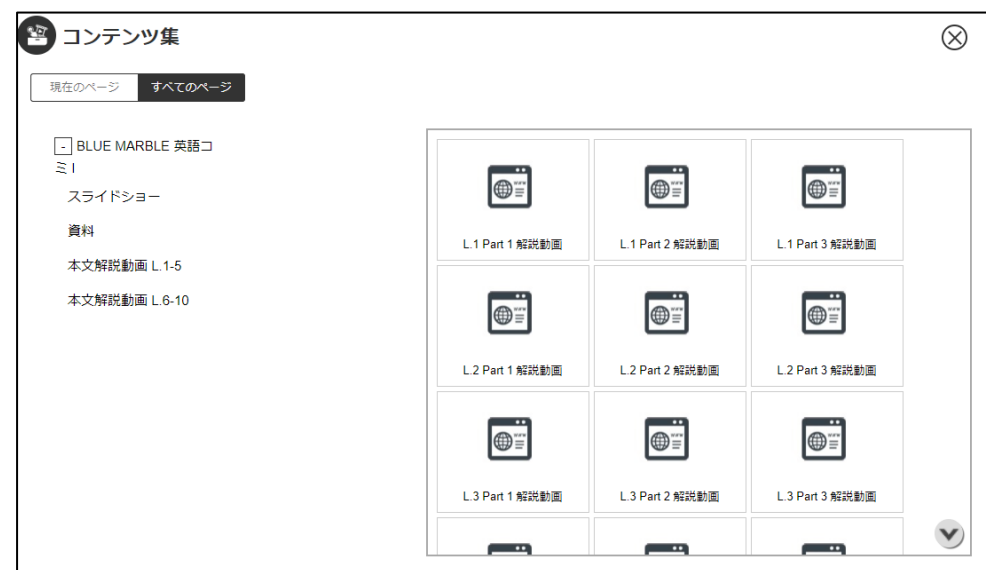 コンテンツ集
現在のページ
すべてのページ
- BLUE MARBLE 英語コ
ミ I
スライドショー
資料
本文解説動画 L.1-5
本文解説動画 L.6-10
L.1 Part 1 解説動画
L.1 Part 2 解説動画
L.1 Part 3 解説動画
L.2 Part 1 解説動画
L.2 Part 2 解説動画
L.2 Part 3 解説動画
L.3 Part 1 解説動画
L.3 Part 2 解説動画
L.3 Part 3 解説動画